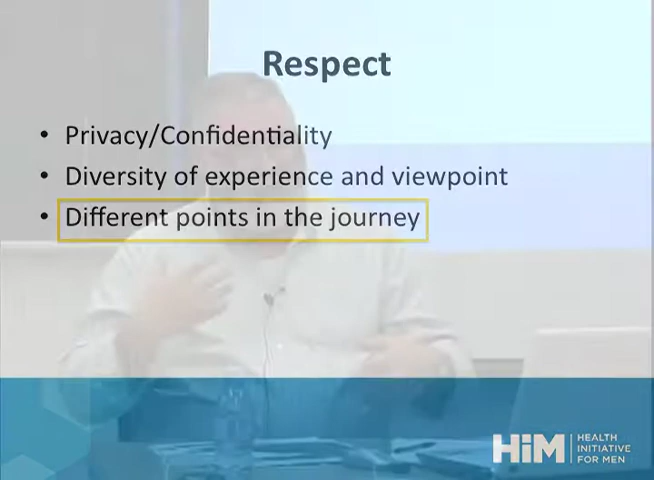 Respect
• Privacy/Confidentiality
• Diversity of experience and viewpoint
• Different points in the journey
HiM
HEALTH
INITIATIVE
FOR MEN